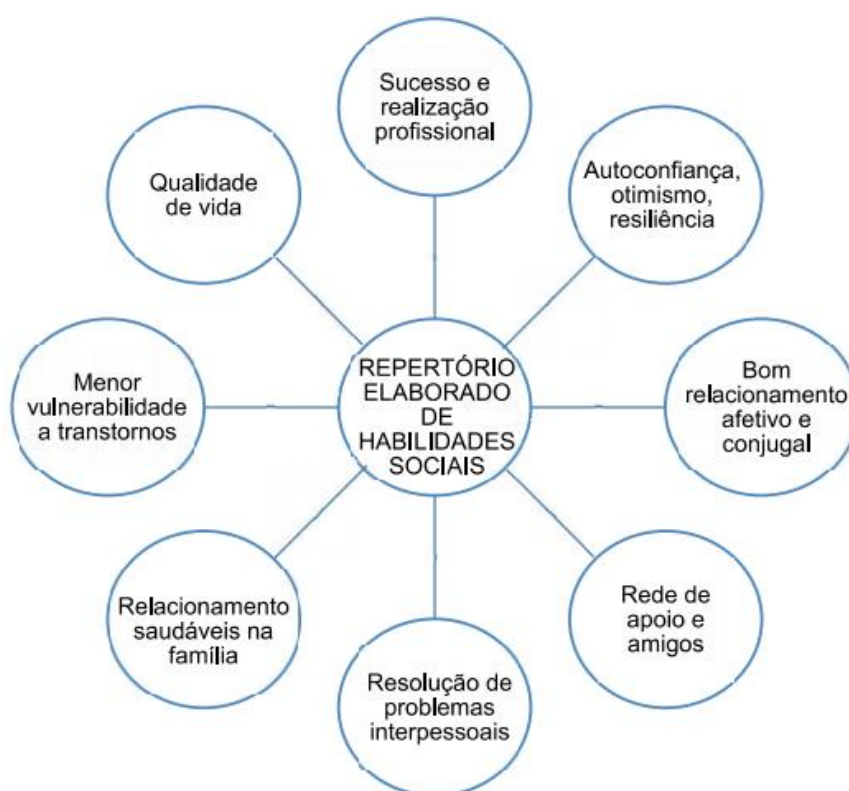 Sucesso e
realização
profissional
Autoconfiança,
otimismo,
resiliência
Bom
relacionamento
afetivo e
conjugal
Rede de
apoio e
amigos
Resolução de
problemas
interpessoais
Relacionamento
saudáveis na
família
Menor
vulnerabilidade
a transtornos
Qualidade
de vida
REPERTÓRIO
ELABORADO
DE
HABILIDADES
SOCIAIS